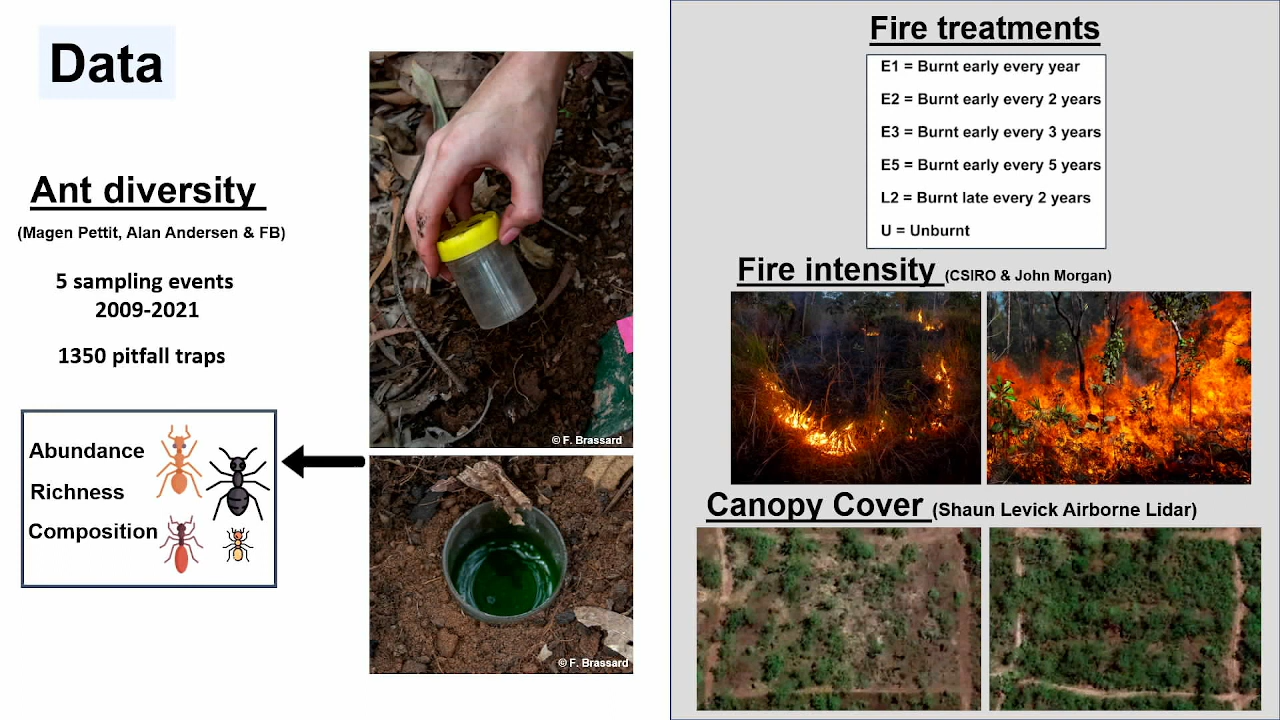 Data
Ant diversity
(Magen Pettit, Alan Andersen & FB)
5 sampling events
2009-2021
1350 pitfall traps
Abundance
Richness
Composition
© F. Brassard
© F. Brassard
Fire treatments
E1 = Burnt early every year
E2 = Burnt early every 2 years
E3 = Burnt early every 3 years
E5 = Burnt early every 5 years
L2 = Burnt late every 2 years
U = Unburnt
Fire intensity (CSIRO & John Morgan)
Canopy Cover (Shaun Levick Airborne Lidar)